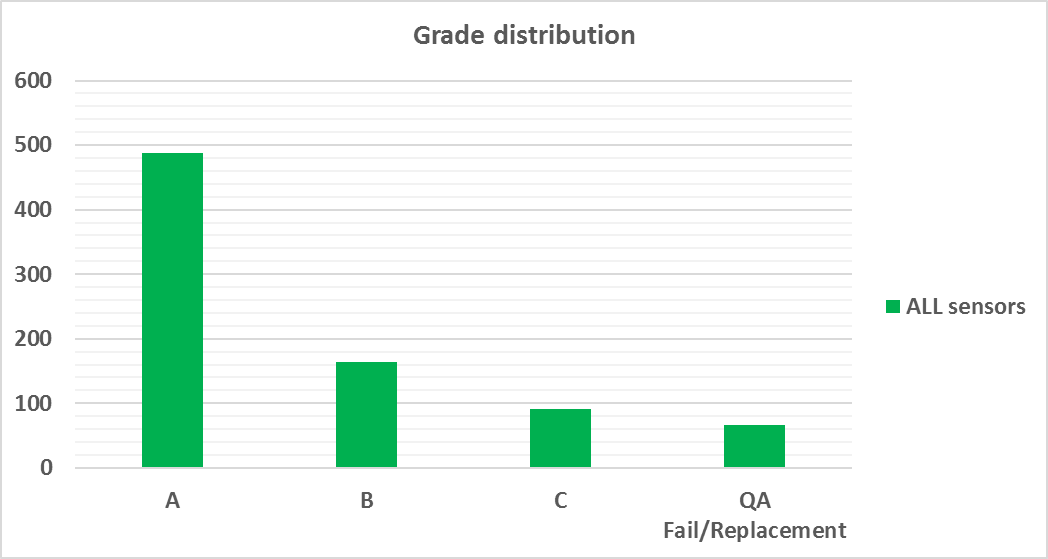 Grade distribution
600
500
400
300
200
100
0
ALL sensors
A
B
C
QA
Fail/Replacement